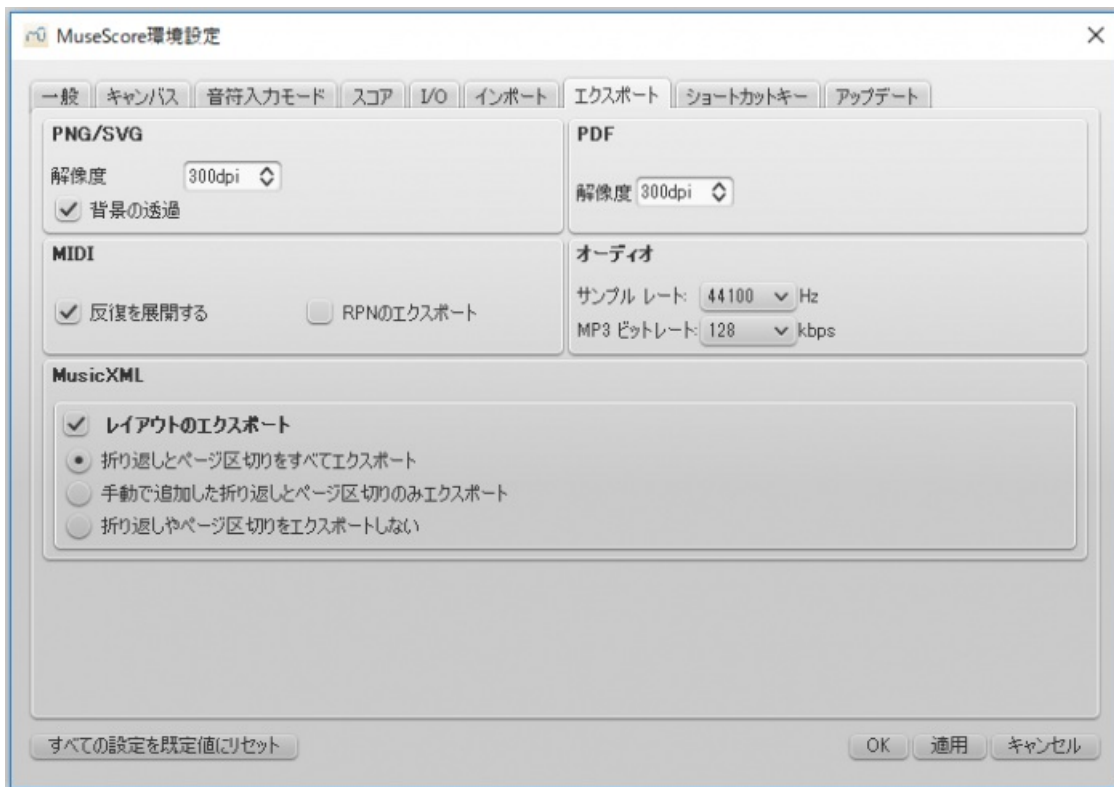 MuseScore環境設定
一般 キャンバス 音符入力モード スコア I/O インポート エクスポート ショートカットキー アップデート
PNG/SVG
解像度 300dpi
背景の透過
PDF
解像度 300dpi
MIDI
反復を展開する RPNのエクスポート
オーディオ
サンプル レート: 44100 Hz
MP3 ビットレート: 128 kbps
MusicXML
レイアウトのエクスポート
折り返しとページ区切りをすべてエクスポート
手動で追加した折り返しとページ区切りのみエクスポート
折り返しやページ区切りをエクスポートしない
すべての設定を既定値にリセット OK 適用 キャンセル